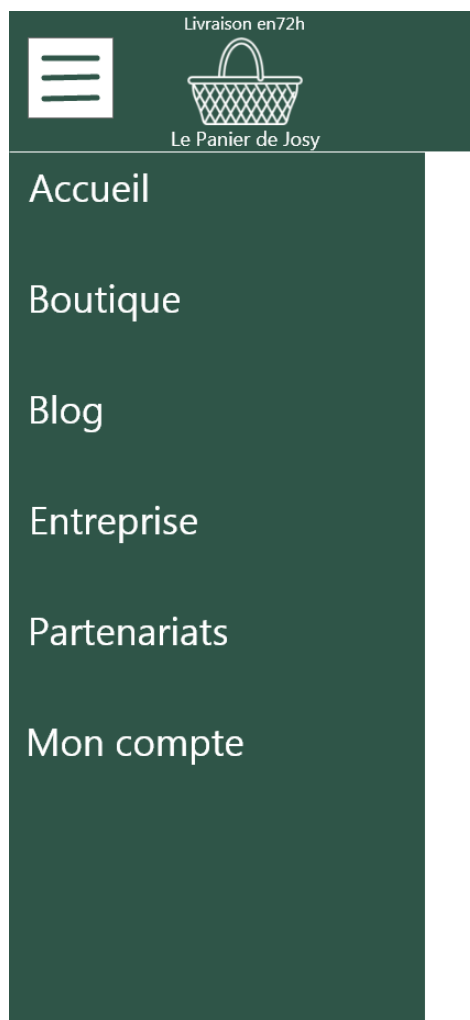 Livraison en72h
Le Panier de Josy
Accueil
Boutique
Blog
Entreprise
Partenariats
Mon compte